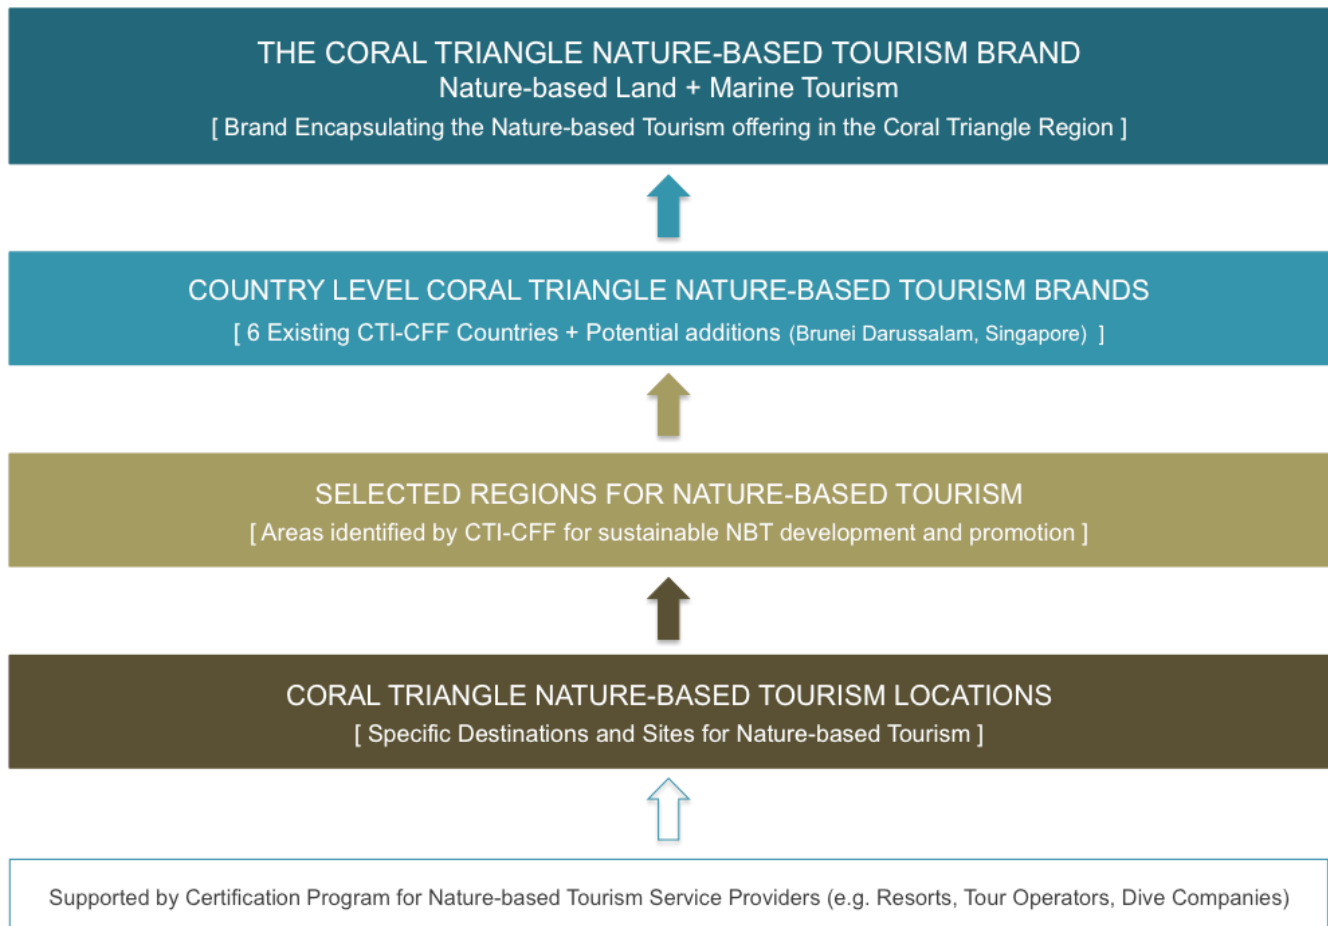 THE CORAL TRIANGLE NATURE-BASED TOURISM BRAND
Nature-based Land + Marine Tourism
[ Brand Encapsulating the Nature-based Tourism offering in the Coral Triangle Region ]
COUNTRY LEVEL CORAL TRIANGLE NATURE-BASED TOURISM BRANDS
[ 6 Existing CTI-CFF Countries + Potential additions (Brunei Darussalam, Singapore) ]
SELECTED REGIONS FOR NATURE-BASED TOURISM
[ Areas identified by CTI-CFF for sustainable NBT development and promotion ]
CORAL TRIANGLE NATURE-BASED TOURISM LOCATIONS
[ Specific Destinations and Sites for Nature-based Tourism ]
Supported by Certification Program for Nature-based Tourism Service Providers (e.g. Resorts, Tour Operators, Dive Companies)